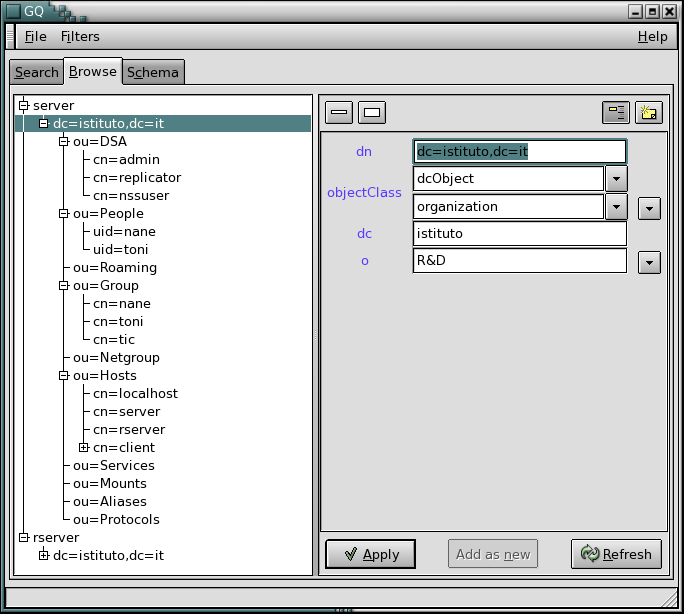 GQ
File Filters Help
Search Browse Schema
server
dc=istituto,dc=it
ou=DSA
cn=admin
cn=replicator
cn=nssuser
ou=People
uid=nane
uid=toni
ou=Roaming
ou=Group
cn=nane
cn=toni
cn=tic
ou=Netgroup
ou=Hosts
cn=localhost
cn=server
cn=rserver
cn=client
ou=Services
ou=Mounts
ou=Aliases
ou=Protocols
rserver
dc=istituto,dc=it
dn dc=istituto,dc=it
objectClass dcObject
organization
dc istituto
o R&D
Apply Add as new Refresh